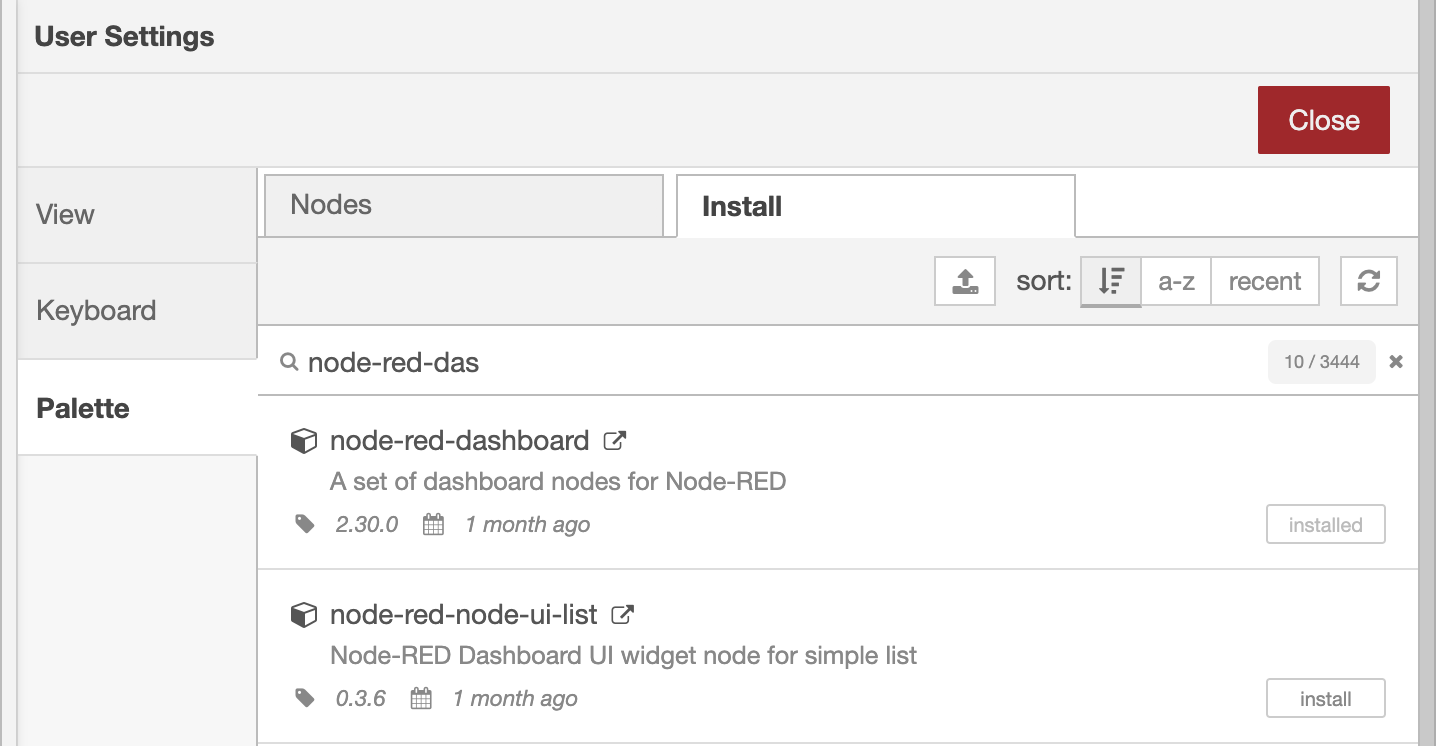 User Settings
Close
View
Keyboard
Palette
Nodes
Install
sort: a-z recent
node-red-das 10 / 3444
node-red-dashboard
A set of dashboard nodes for Node-RED
2.30.0 1 month ago installed
node-red-node-ui-list
Node-RED Dashboard UI widget node for simple list
0.3.6 1 month ago install